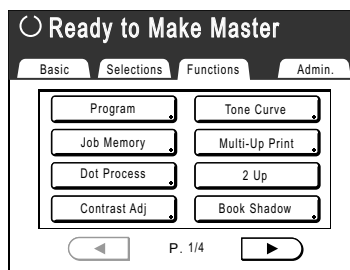 Ready to Make Master
Basic Selections Functions Admin.
Program Tone Curve
Job Memory Multi-Up Print
Dot Process 2 Up
Contrast Adj Book Shadow
P. 1/4